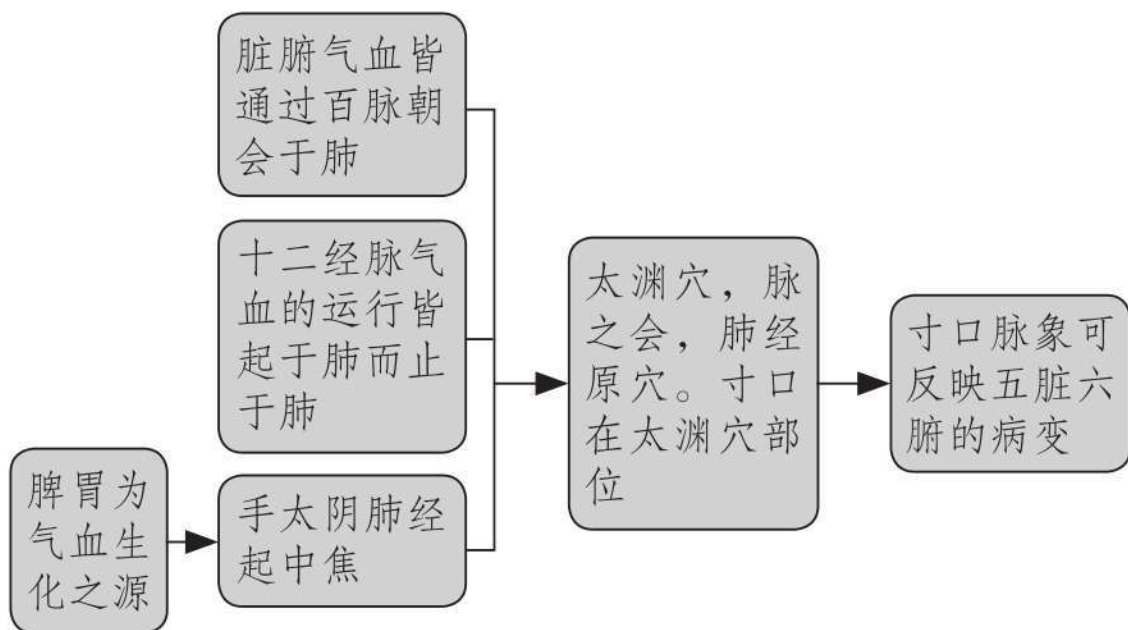 脏腑气血皆
通过百脉朝
会于肺
十二经脉气
血的运行皆
起于肺而止
于肺
脾胃为
气血生
化之源
手太阴肺经
起中焦
太渊穴，脉
之会，肺经
原穴。寸口
在太渊穴部
位
寸口脉象可
反映五脏六
腑的病变